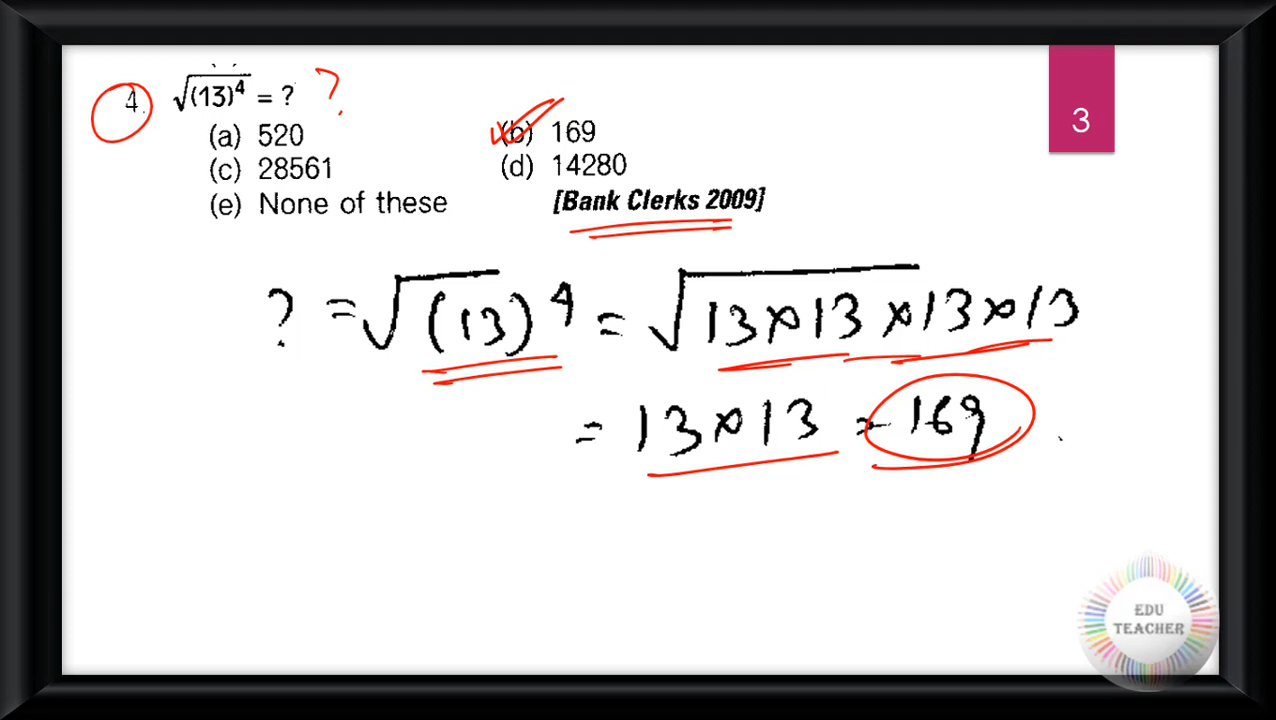 4. √(13)⁴ = ? ?
(a) 520 (b) 169
(c) 28561 (d) 14280
(e) None of these [Bank Clerks 2009]
3
? = √(13)⁴ = √13×13×13×13
= 13×13 = 169
EDU
TEACHER